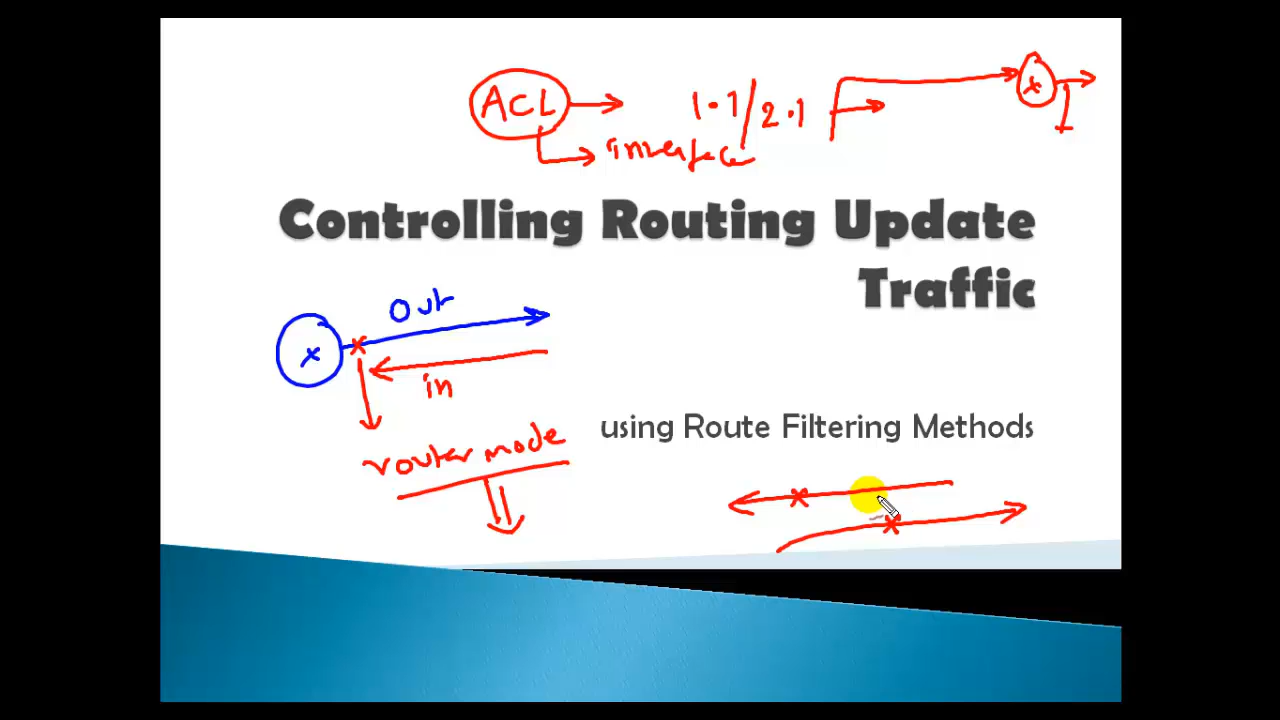 ACL 1.1/2.1
interface
x
Controlling Routing Update
Traffic
out
x
in
using Route Filtering Methods
router mode